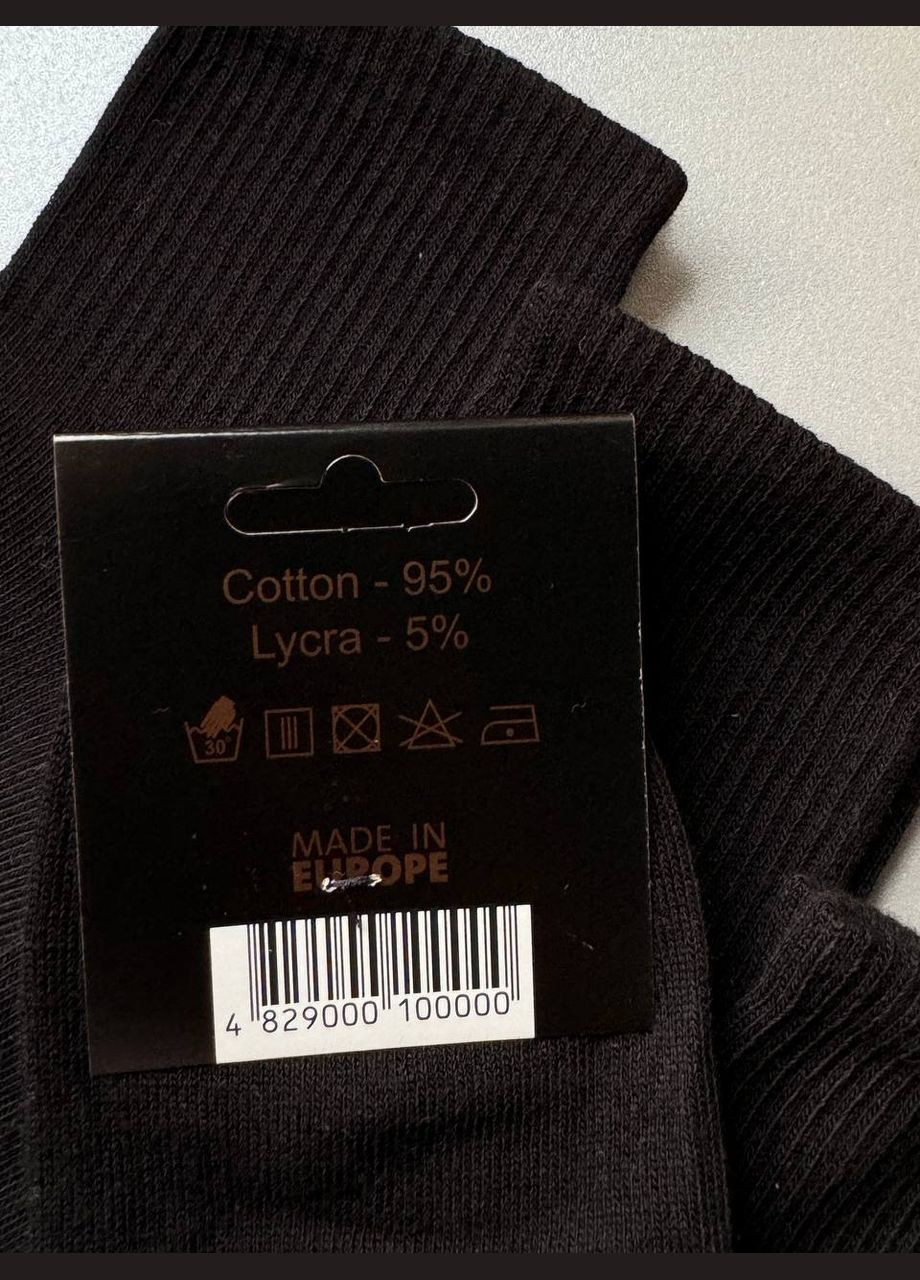 Cotton - 95%
Lycra - 5%
30°
MADE IN
EUROPE
4 829000 100000